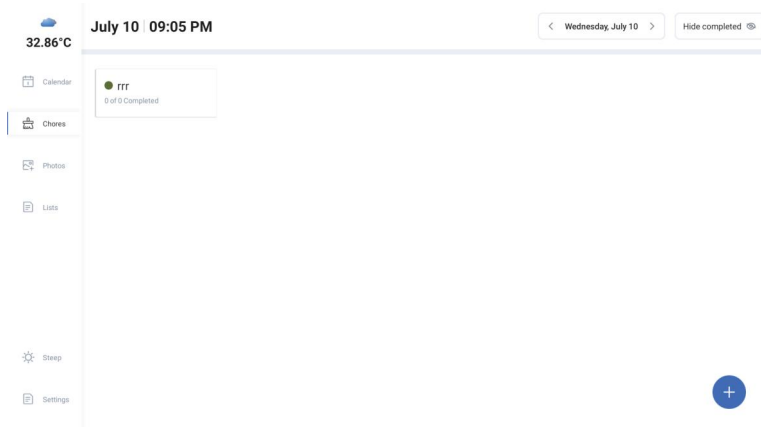 32.86°C
July 10 09:05 PM
Wednesday, July 10
Hide completed
Calendar
Chores
Photos
Lists
Steep
Settings
rrr
0 of 0 Completed